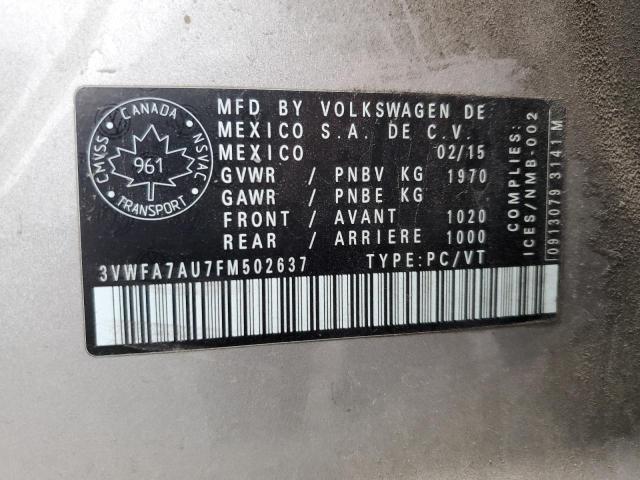 CANADA
CMVSS
NSVAC
961
TRANSPORT
MFD BY VOLKSWAGEN DE
MEXICO S.A. DE C.V.
MEXICO 02/15
GVWR / PNBV KG 1970
GAWR / PNBE KG
FRONT / AVANT 1020
REAR / ARRIERE 1000
3VWFA7AU7FM502637 TYPE: PC/VT
COMPLIES:
ICES/NMB-002
0913079 3141 M